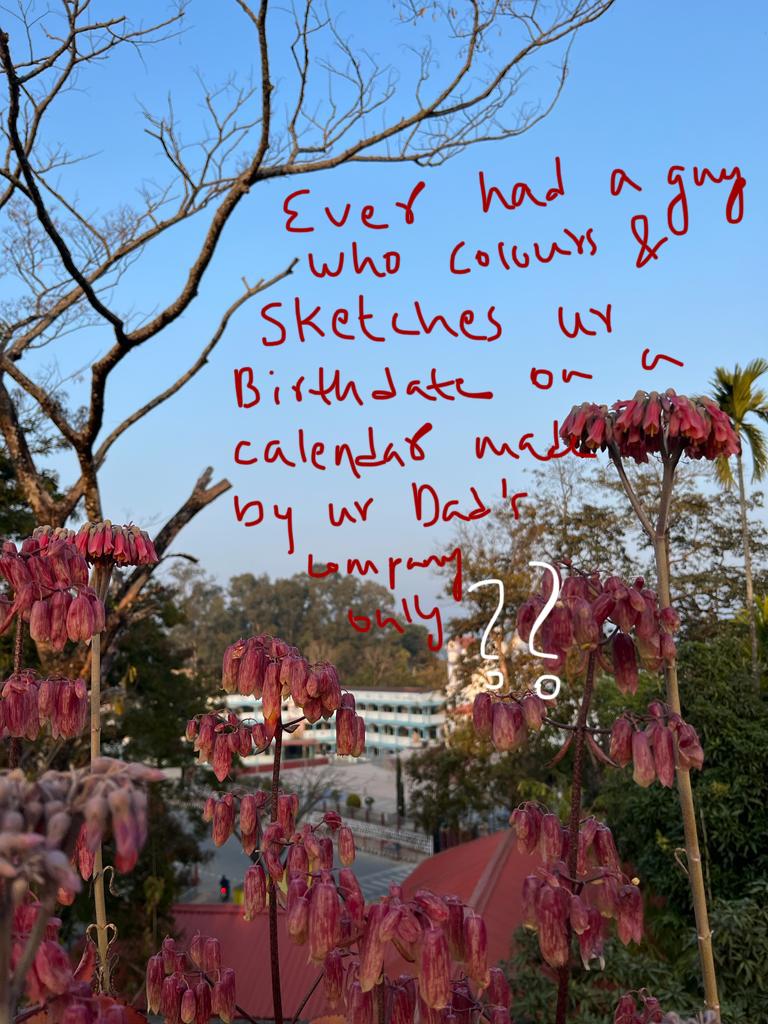 Ever had a guy
who colours &
Sketches ur
Birthdate on a
calendar made
by ur Dad's
company
only ??